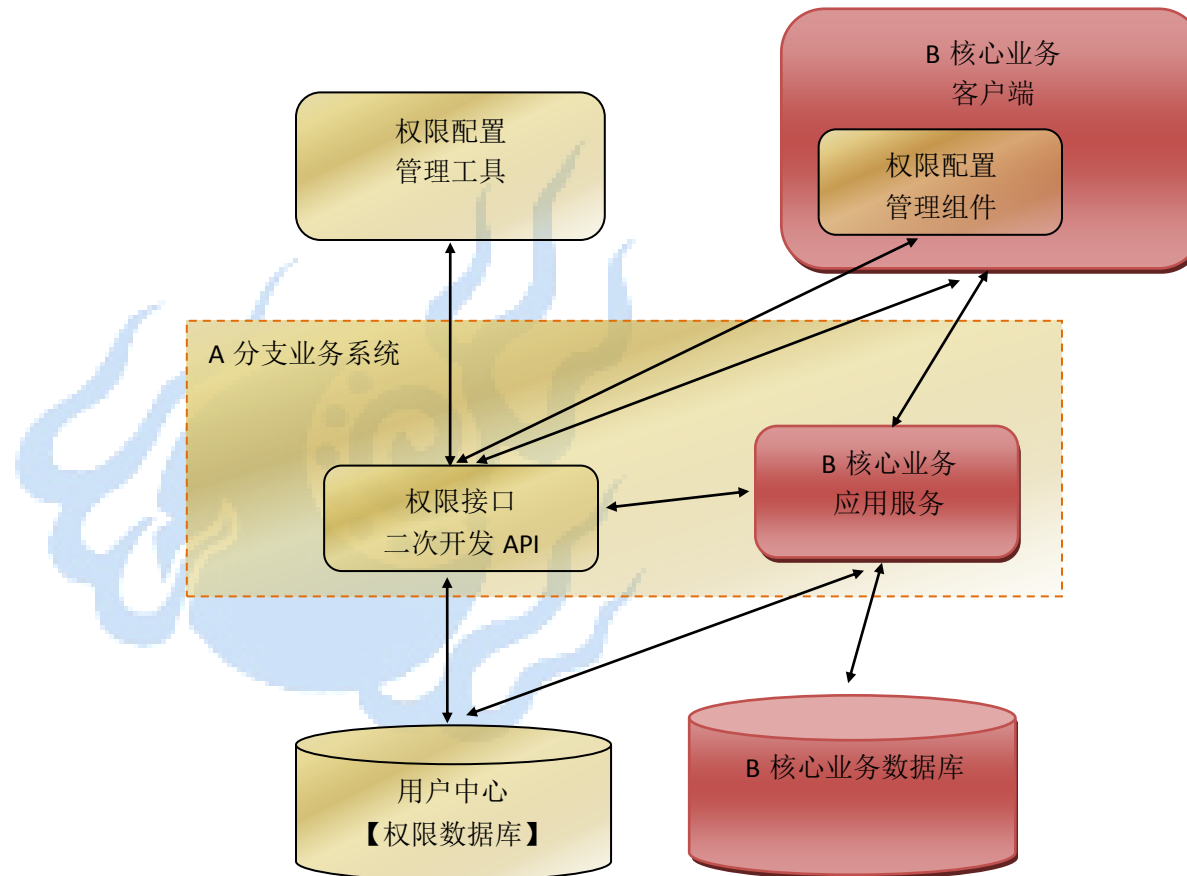 B 核心业务
客户端
权限配置
管理工具
权限配置
管理组件
A 分支业务系统
权限接口
二次开发 API
B 核心业务
应用服务
用户中心
【权限数据库】
B 核心业务数据库